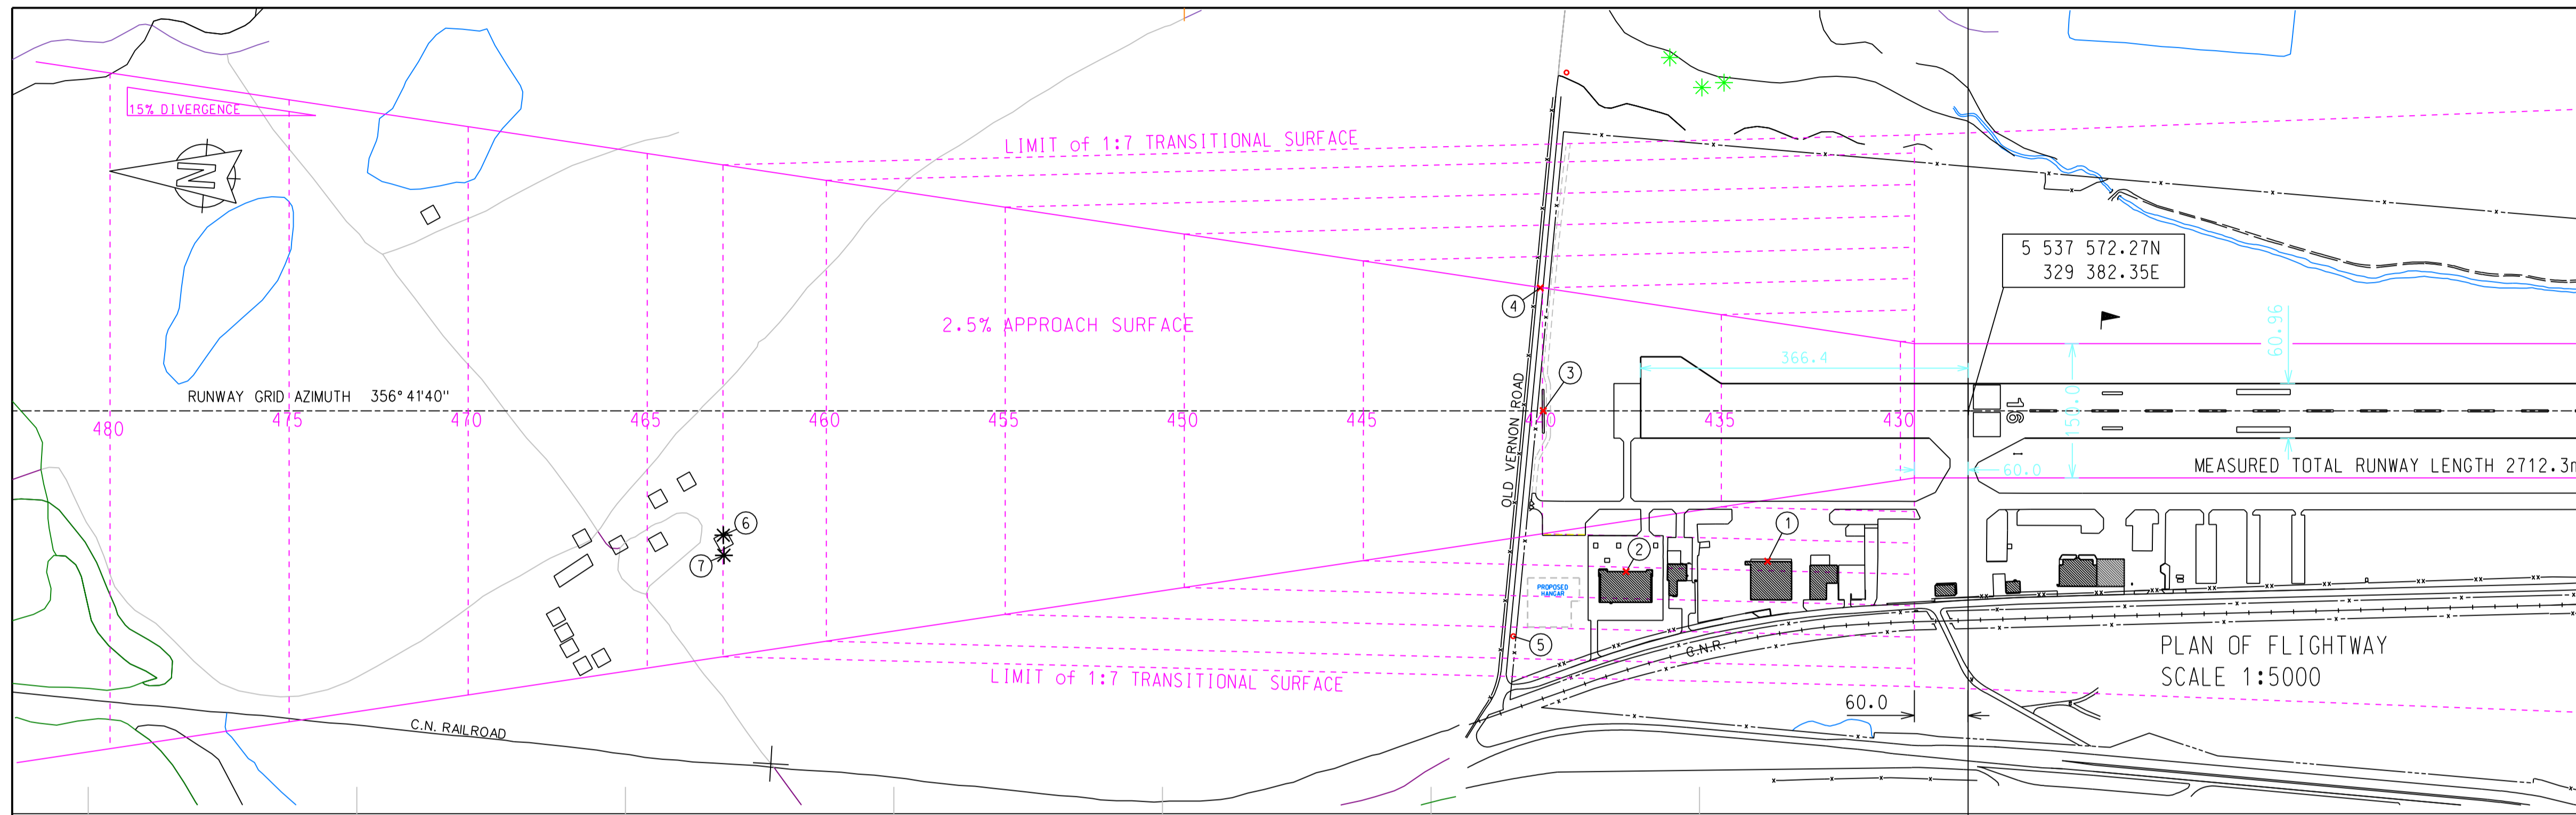 15% DIVERGENCE
N
LIMIT of 1:7 TRANSITIONAL SURFACE
5 537 572.27N
329 382.35E
4
2.5% APPROACH SURFACE
60.96
366.4
3
RUNWAY GRID AZIMUTH 356°41'40"
OLD VERNON ROAD
480
475
470
465
460
455
450
445
440
435
430
16
150.0
60.0
MEASURED TOTAL RUNWAY LENGTH 2712.3m
6
7
1
2
PROPOSED
HANGAR
5
C.N.R.
PLAN OF FLIGHTWAY
SCALE 1:5000
LIMIT of 1:7 TRANSITIONAL SURFACE
60.0
C.N. RAILROAD